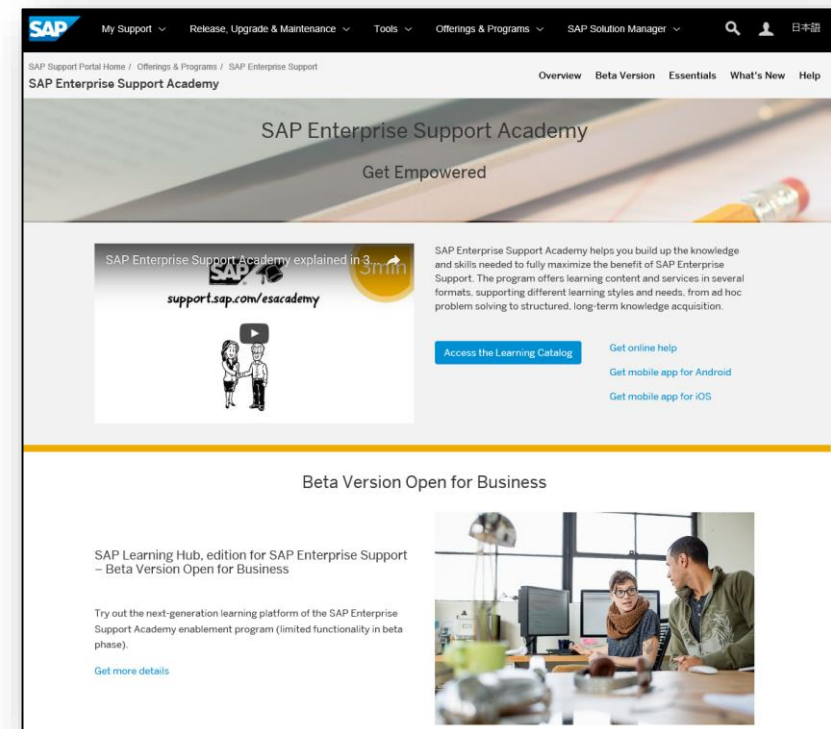 SAP
My Support
Release, Upgrade & Maintenance
Tools
Offerings & Programs
SAP Solution Manager
日本語
SAP Support Portal Home / Offerings & Programs / SAP Enterprise Support
SAP Enterprise Support Academy
Overview
Beta Version
Essentials
What's New
Help
SAP Enterprise Support Academy
Get Empowered
SAP Enterprise Support Academy explained in 3...
SAP
3min
support.sap.com/esacademy
SAP Enterprise Support Academy helps you build up the knowledge
and skills needed to fully maximize the benefit of SAP Enterprise
Support. The program offers learning content and services in several
formats, supporting different learning styles and needs, from ad hoc
problem solving to structured, long-term knowledge acquisition.
Access the Learning Catalog
Get online help
Get mobile app for Android
Get mobile app for iOS
Beta Version Open for Business
SAP Learning Hub, edition for SAP Enterprise Support
– Beta Version Open for Business
Try out the next-generation learning platform of the SAP Enterprise
Support Academy enablement program (limited functionality in beta
phase).
Get more details